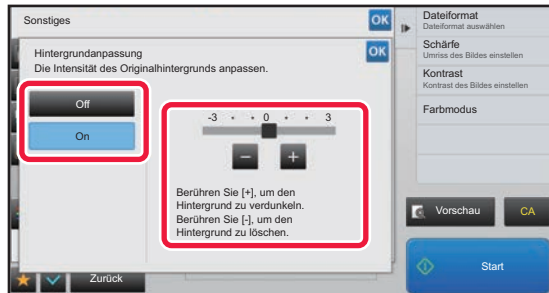 Sonstiges
OK
Hintergrundanpassung
OK
Die Intensität des Originalhintergrunds anpassen.
Off
On
-3 · · 0 · · 3
− +
Berühren Sie [+], um den
Hintergrund zu verdunkeln.
Berühren Sie [-], um den
Hintergrund zu löschen.
Zurück
Dateiformat
Dateiformat auswählen
Schärfe
Umriss des Bildes einstellen
Kontrast
Kontrast des Bildes einstellen
Farbmodus
Vorschau
CA
Start